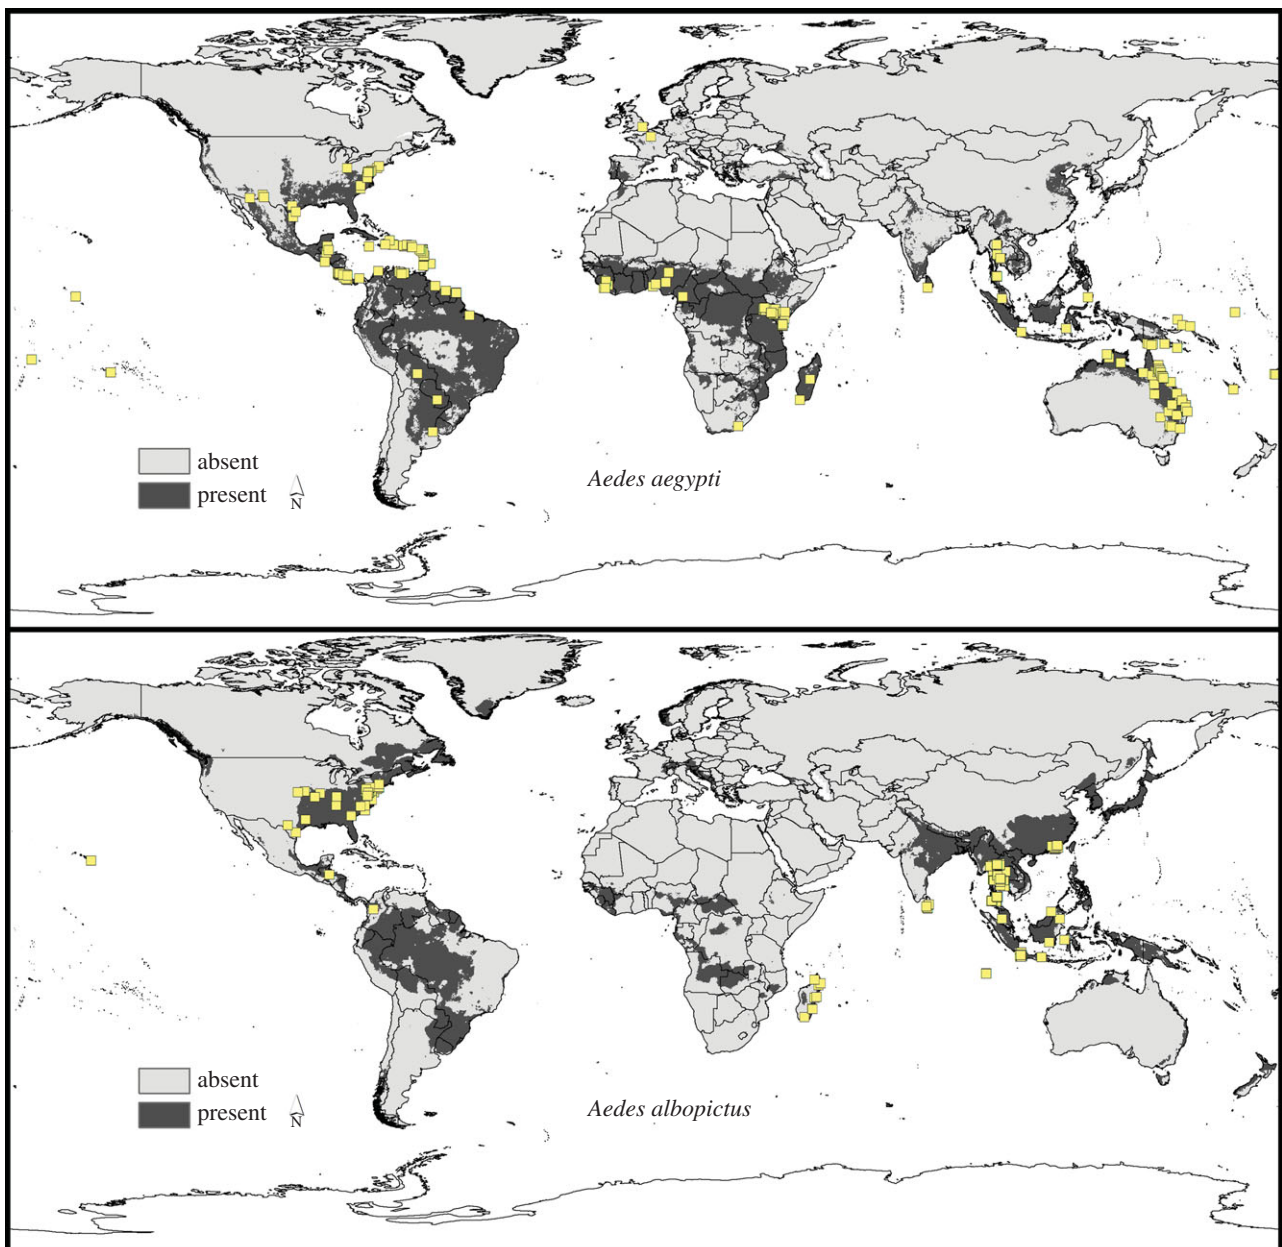 absent
present
N
Aedes aegypti
absent
present
N
Aedes albopictus